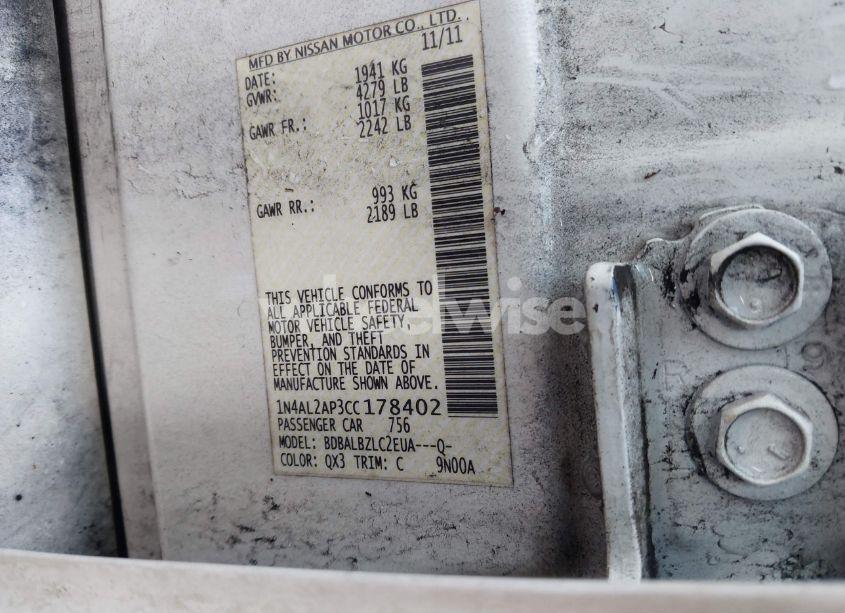 MFD BY NISSAN MOTOR CO., LTD.
DATE: 11/11
GVWR: 1941 KG
4279 LB
1017 KG
GAWR FR.: 2242 LB
993 KG
GAWR RR.: 2189 LB
THIS VEHICLE CONFORMS TO
ALL APPLICABLE FEDERAL
MOTOR VEHICLE SAFETY,
BUMPER, AND THEFT
PREVENTION STANDARDS IN
EFFECT ON THE DATE OF
MANUFACTURE SHOWN ABOVE.
1N4AL2AP3CC178402
PASSENGER CAR 756
MODEL: BDBALBZLC2EUA---Q-
COLOR: QX3 TRIM: C 9N00A